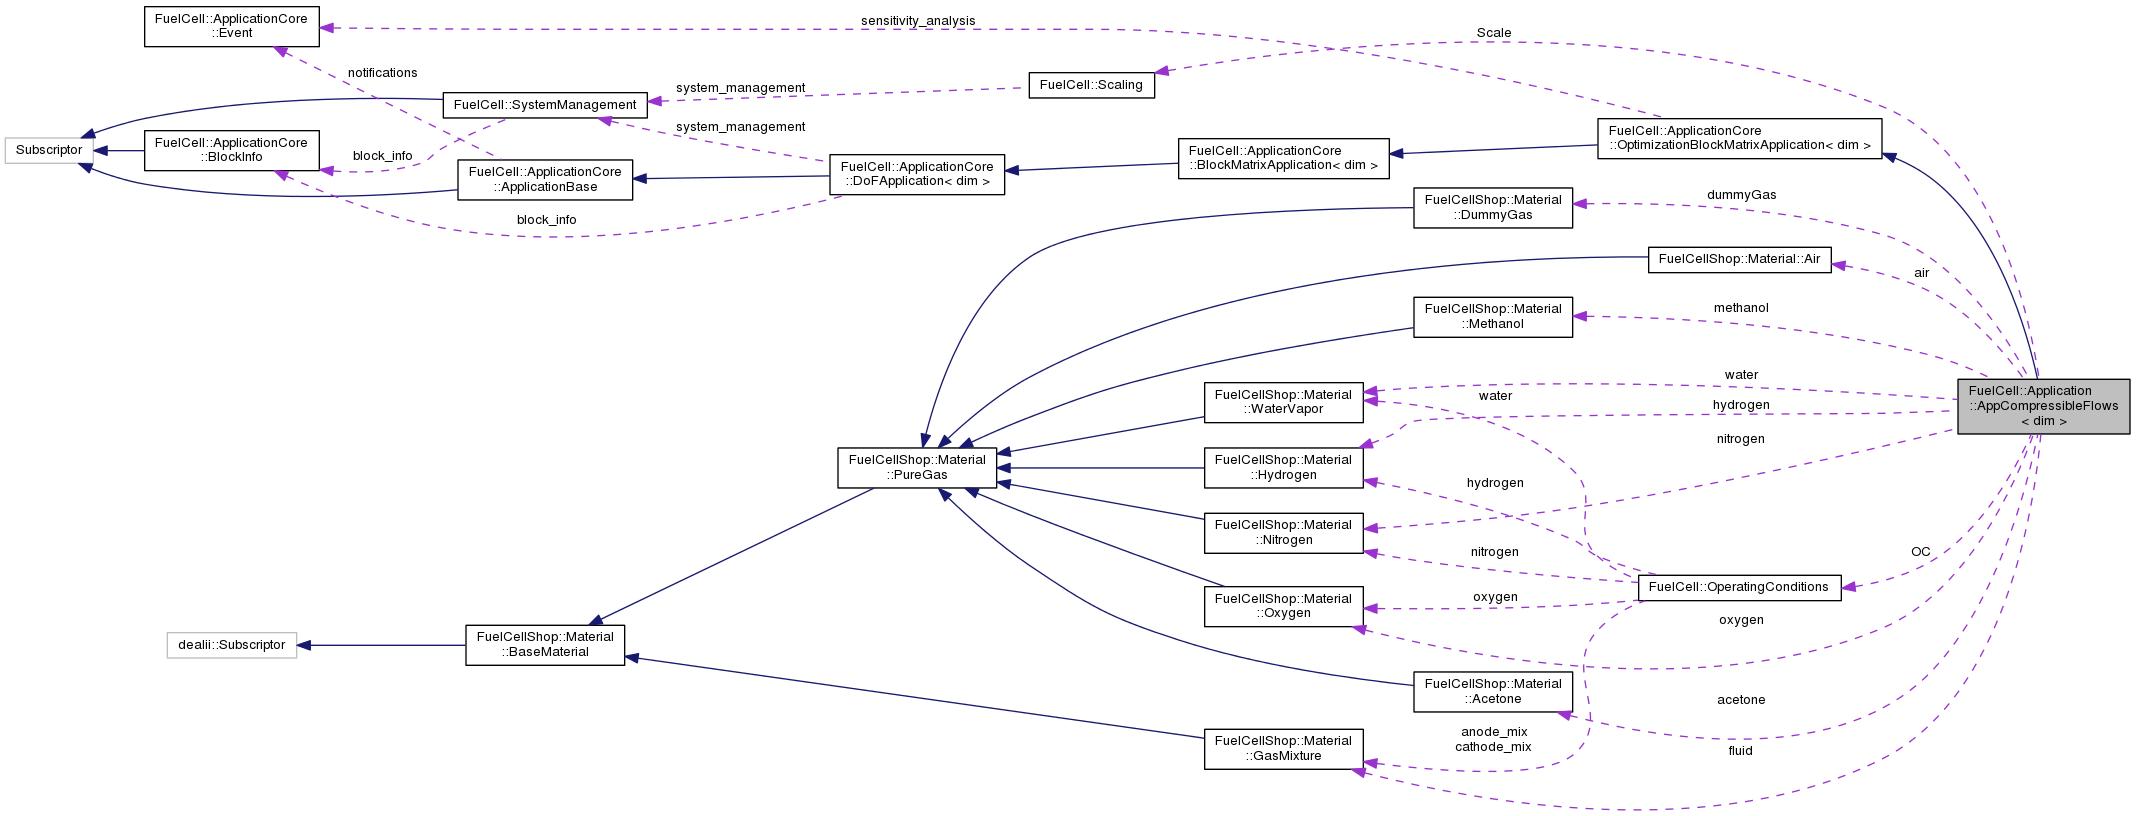 FuelCell::ApplicationCore
::Event
sensitivity_analysis
Scale
notifications
FuelCell::Scaling
system_management
FuelCell::SystemManagement
system_management
FuelCell::ApplicationCore
::OptimizationBlockMatrixApplication< dim >
Subscriptor
FuelCell::ApplicationCore
::BlockInfo
block_info
FuelCell::ApplicationCore
::ApplicationBase
FuelCell::ApplicationCore
::DoFApplication< dim >
FuelCell::ApplicationCore
::BlockMatrixApplication< dim >
block_info
FuelCellShop::Material
::DummyGas
dummyGas
FuelCellShop::Material::Air
air
FuelCellShop::Material
::Methanol
methanol
FuelCellShop::Material
::WaterVapor
water
water
hydrogen
FuelCell::Application
::AppCompressibleFlows
< dim >
nitrogen
FuelCellShop::Material
::PureGas
FuelCellShop::Material
::Hydrogen
hydrogen
FuelCellShop::Material
::Nitrogen
nitrogen
OC
FuelCell::OperatingConditions
FuelCellShop::Material
::Oxygen
oxygen
oxygen
dealii::Subscriptor
FuelCellShop::Material
::BaseMaterial
FuelCellShop::Material
::Acetone
acetone
FuelCellShop::Material
::GasMixture
anode_mix
cathode_mix
fluid